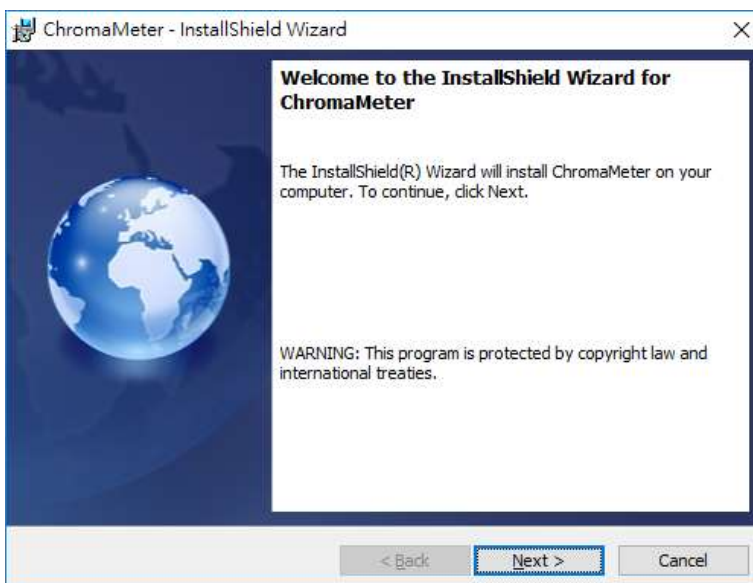 ChromaMeter - InstallShield Wizard
Welcome to the InstallShield Wizard for
ChromaMeter
The InstallShield(R) Wizard will install ChromaMeter on your
computer. To continue, click Next.
WARNING: This program is protected by copyright law and
international treaties.
< Back
Next >
Cancel